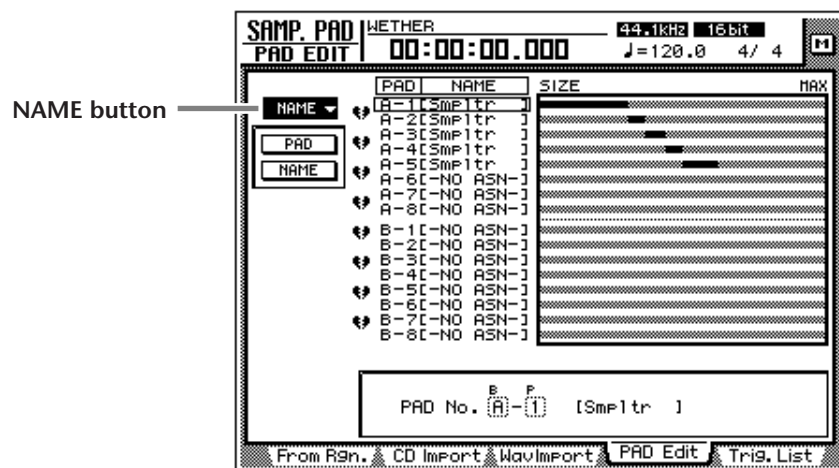 SAMP. PAD
PAD EDIT
WETHER
00:00:00.000
44.1kHz 16bit
♩=120.0 4/ 4
M
NAME button
NAME
PAD
NAME
PAD NAME SIZE MAX
A-1[Smpltr ]
A-2[Smpltr ]
A-3[Smpltr ]
A-4[Smpltr ]
A-5[Smpltr ]
A-6[-NO ASN-]
A-7[-NO ASN-]
A-8[-NO ASN-]
B-1[-NO ASN-]
B-2[-NO ASN-]
B-3[-NO ASN-]
B-4[-NO ASN-]
B-5[-NO ASN-]
B-6[-NO ASN-]
B-7[-NO ASN-]
B-8[-NO ASN-]
B P
PAD No. A-1 [Smpltr ]
From Rgn. CD Import WavImport PAD Edit Trig. List